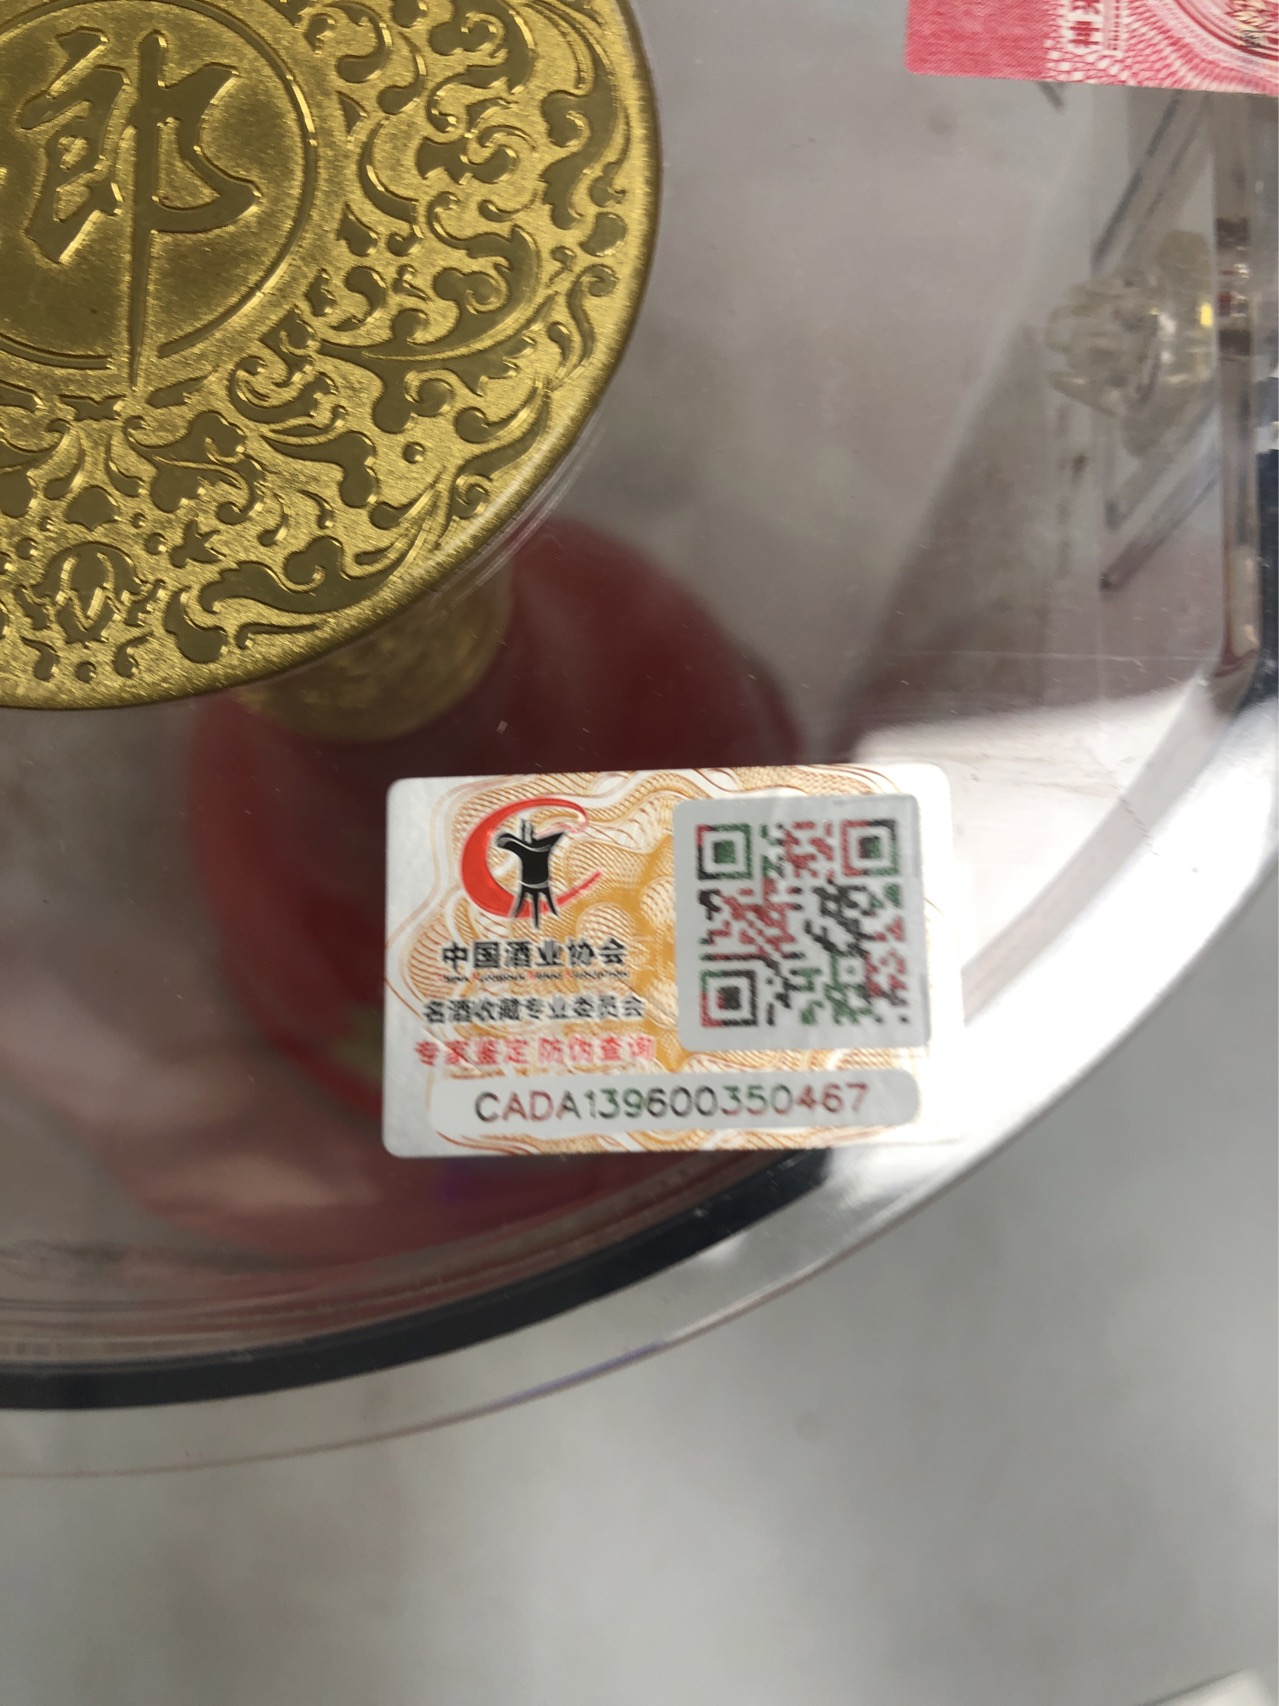 郎
中国酒业协会
名酒收藏专业委员会
专家鉴定 防伪查询
CADA139600350467